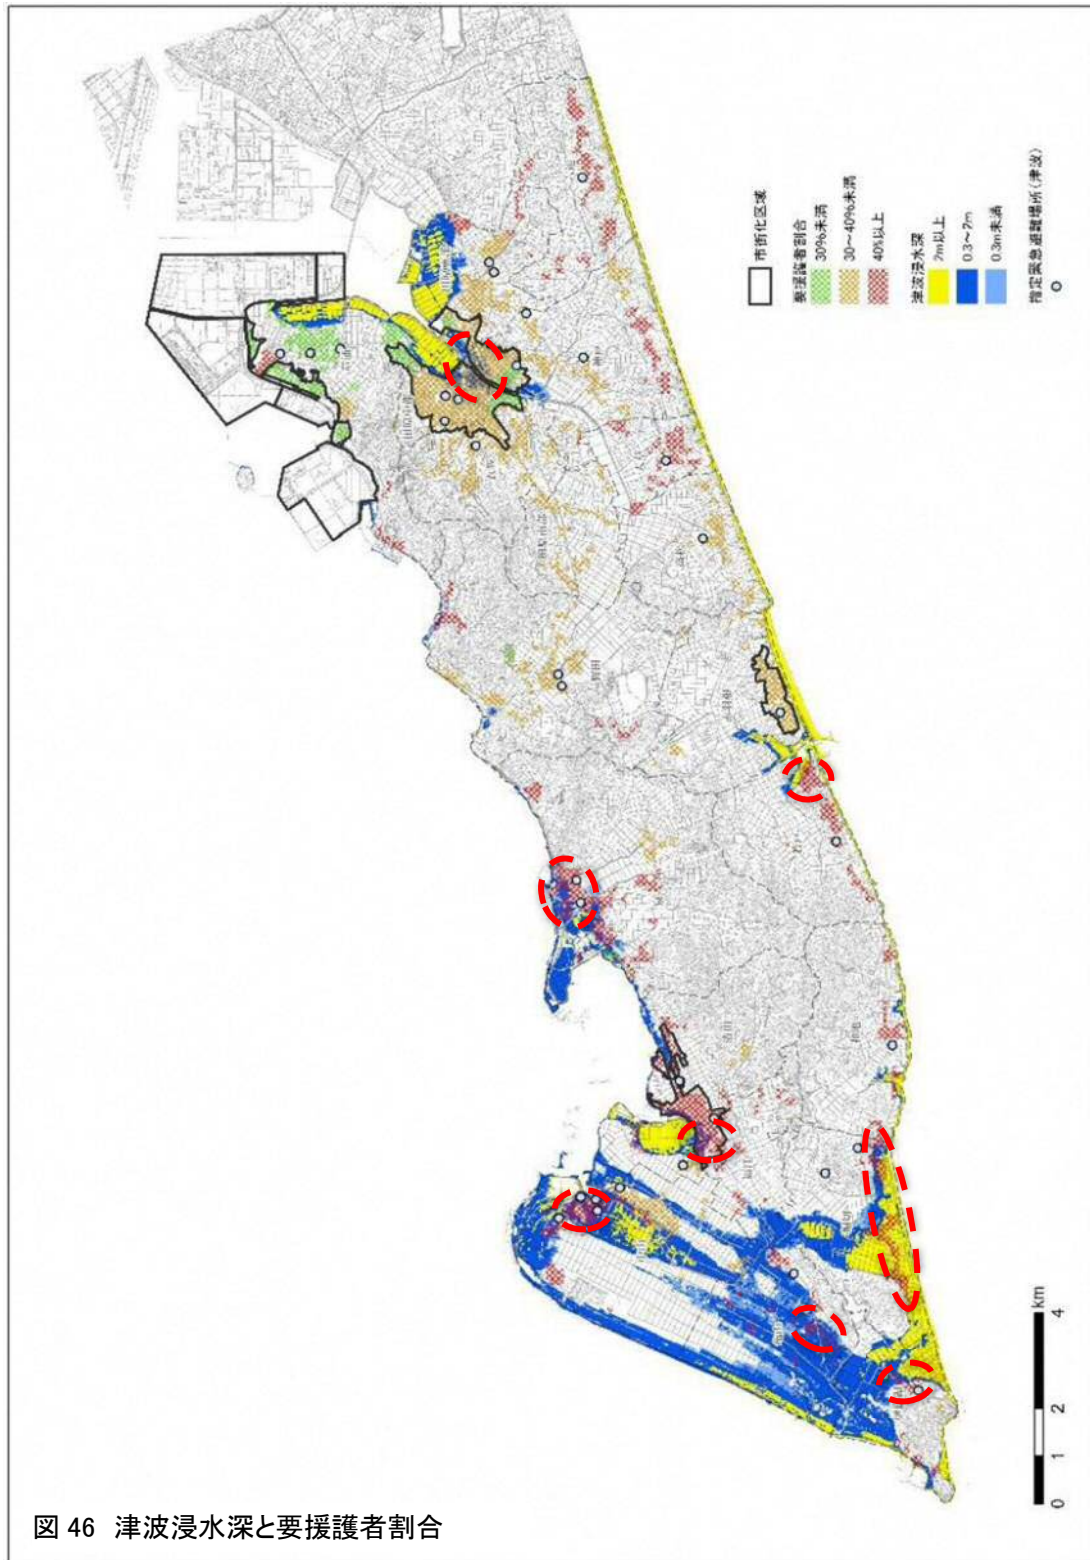 市街化区域
要援護者割合
30%未満
30～40%未満
40%以上
津波浸水深
2m以上
0.3～2m
0.3m未満
指定緊急避難場所(津波)
0 1 2 4
km
図 46 津波浸水深と要援護者割合